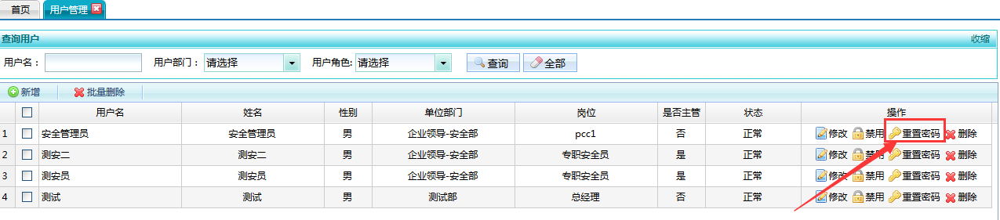 首页 用户管理
查询用户 收缩
用户名： 用户部门： 请选择 用户角色: 请选择 查询 全部
新增 批量删除
用户名 姓名 性别 单位部门 岗位 是否主管 状态 操作
1 安全管理员 安全管理员 男 企业领导-安全部 pcc1 否 正常 修改 禁用 重置密码 删除
2 测安二 测安二 男 企业领导-安全部 专职安全员 是 正常 修改 禁用 重置密码 删除
3 测安员 测安员 男 企业领导-安全部 专职安全员 是 正常 修改 禁用 重置密码 删除
4 测试 测试 男 测试部 总经理 否 正常 修改 禁用 重置密码 删除